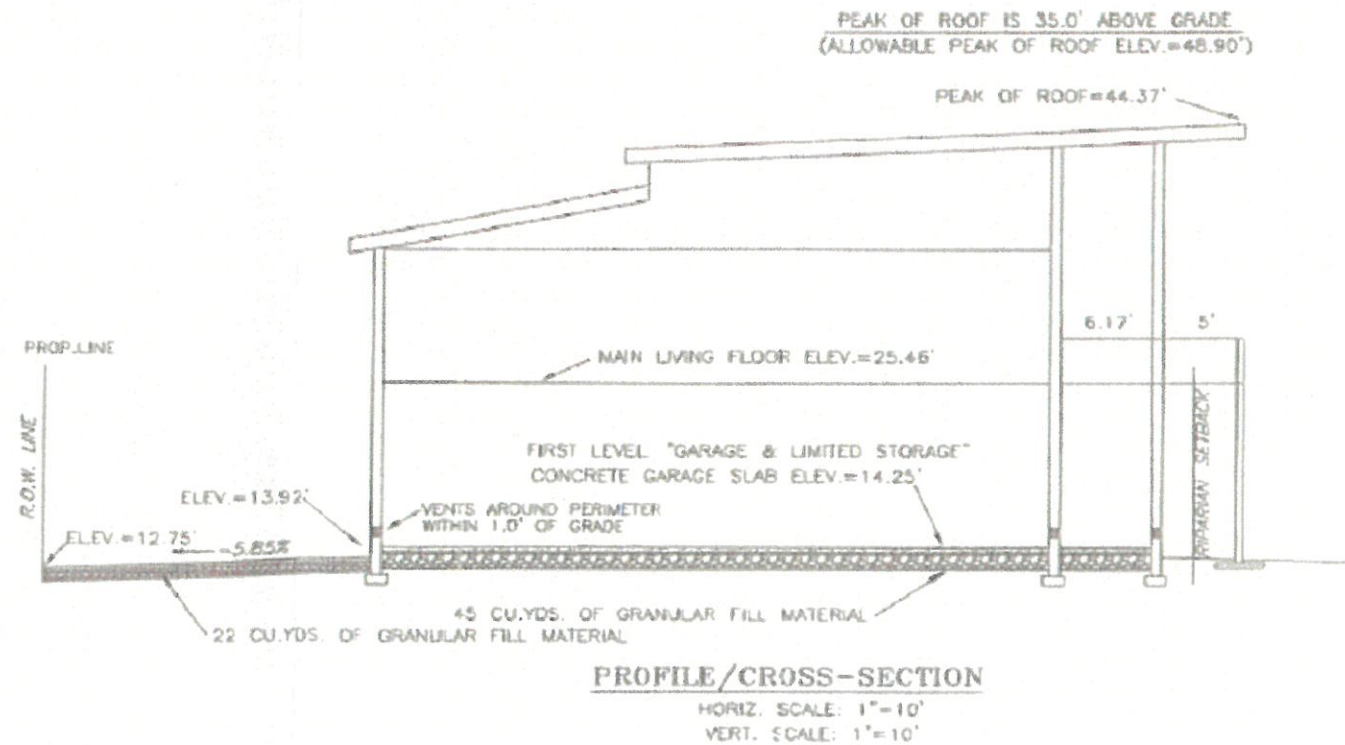 PEAK OF ROOF IS 35.0' ABOVE GRADE
(ALLOWABLE PEAK OF ROOF ELEV.=48.90')
PEAK OF ROOF=44.37'
6.17' 5'
PROP.LINE
MAIN LIVING FLOOR ELEV.=25.46'
R.O.W. LINE
RIPARIAN SETBACK
FIRST LEVEL "GARAGE & LIMITED STORAGE"
CONCRETE GARAGE SLAB ELEV.=14.25'
ELEV.=13.92'
VENTS AROUND PERIMETER
WITHIN 1.0' OF GRADE
ELEV.=12.75'
5.85%
45 CU.YDS. OF GRANULAR FILL MATERIAL
22 CU.YDS. OF GRANULAR FILL MATERIAL
PROFILE/CROSS-SECTION
HORIZ. SCALE: 1"=10'
VERT. SCALE: 1"=10'